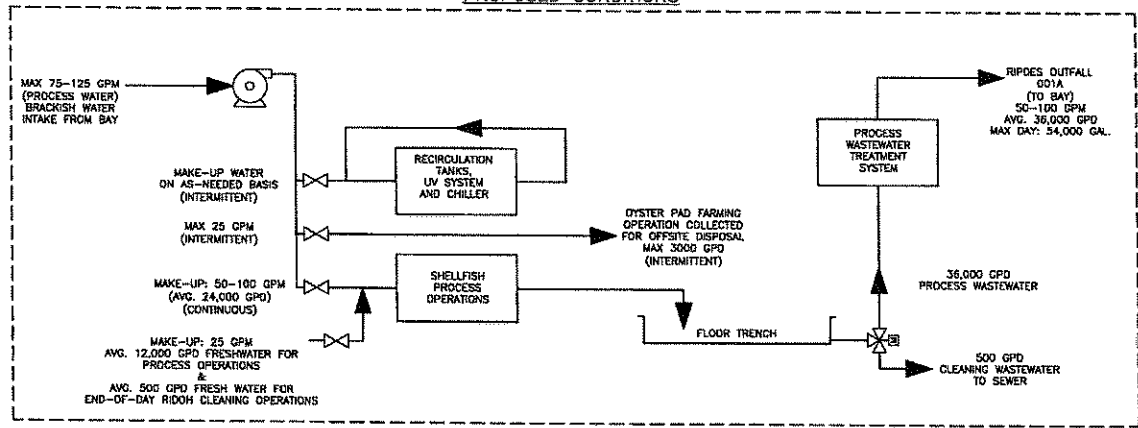 MAX 75-125 GPM
(PROCESS WATER)
BRACKISH WATER
INTAKE FROM BAY
MAKE-UP WATER
ON AS-NEEDED BASIS
(INTERMITTENT)
RECIRCULATION
TANKS,
UV SYSTEM
AND CHILLER
MAX 25 GPM
(INTERMITTENT)
OYSTER PAD FARMING
OPERATION COLLECTED
FOR OFFSITE DISPOSAL
MAX 3000 GPD
(INTERMITTENT)
MAKE-UP: 50-100 GPM
(AVG. 24,000 GPD)
(CONTINUOUS)
SHELLFISH
PROCESS
OPERATIONS
MAKE-UP: 25 GPM
AVG. 12,000 GPD FRESHWATER FOR
PROCESS OPERATIONS
&
AVG. 500 GPD FRESH WATER FOR
END-OF-DAY RIDOH CLEANING OPERATIONS
FLOOR TRENCH
M
PROCESS
WASTEWATER
TREATMENT
SYSTEM
RIPDES OUTFALL
001A
(TO BAY)
50-100 GPM
AVG. 36,000 GPD
MAX DAY: 54,000 GAL.
36,000 GPD
PROCESS WASTEWATER
500 GPD
CLEANING WASTEWATER
TO SEWER